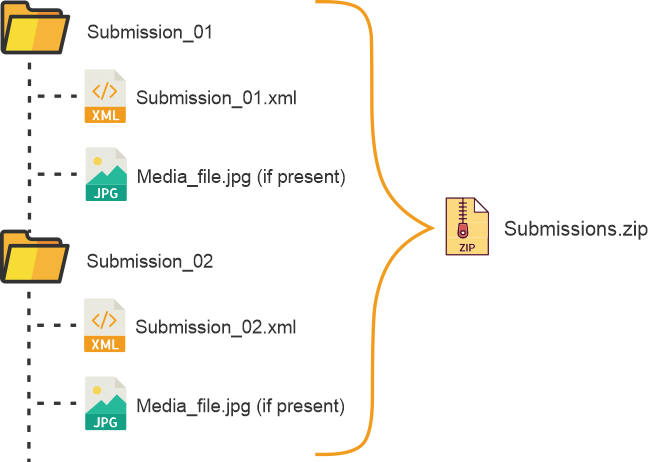 Submission_01
XML
Submission_01.xml
JPG
Media_file.jpg (if present)
ZIP
Submissions.zip
Submission_02
XML
Submission_02.xml
JPG
Media_file.jpg (if present)